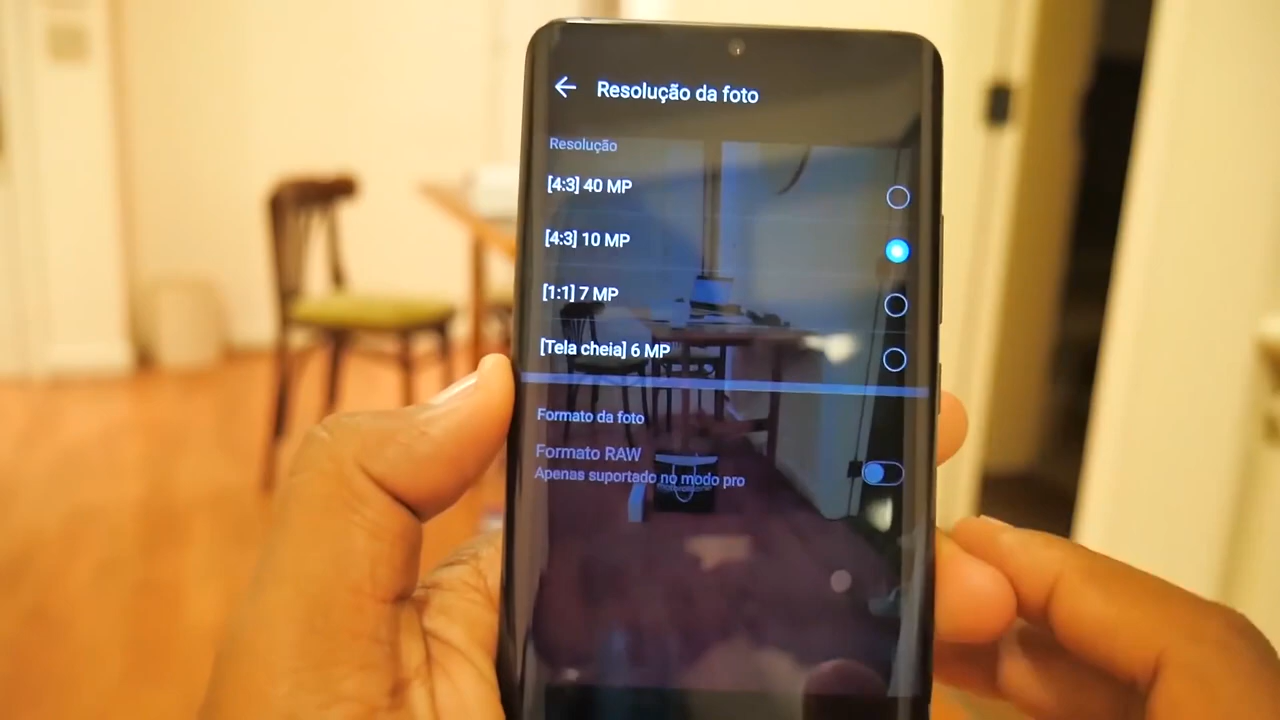 Resolução da foto
Resolução
[4:3] 40 MP
[4:3] 10 MP
[1:1] 7 MP
[Tela cheia] 6 MP
Formato da foto
Formato RAW
Apenas suportado no modo pro